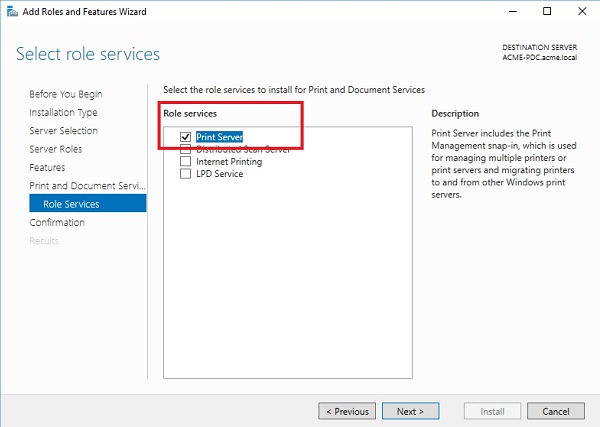 Add Roles and Features Wizard
Select role services
DESTINATION SERVER
ACME-PDC.acme.local
Before You Begin
Installation Type
Server Selection
Server Roles
Features
Print and Document Servi...
Role Services
Confirmation
Results
Select the role services to install for Print and Document Services
Role services
Print Server
Distributed Scan Server
Internet Printing
LPD Service
Description
Print Server includes the Print
Management snap-in, which is used
for managing multiple printers or
print servers and migrating printers
to and from other Windows print
servers.
< Previous
Next >
Install
Cancel